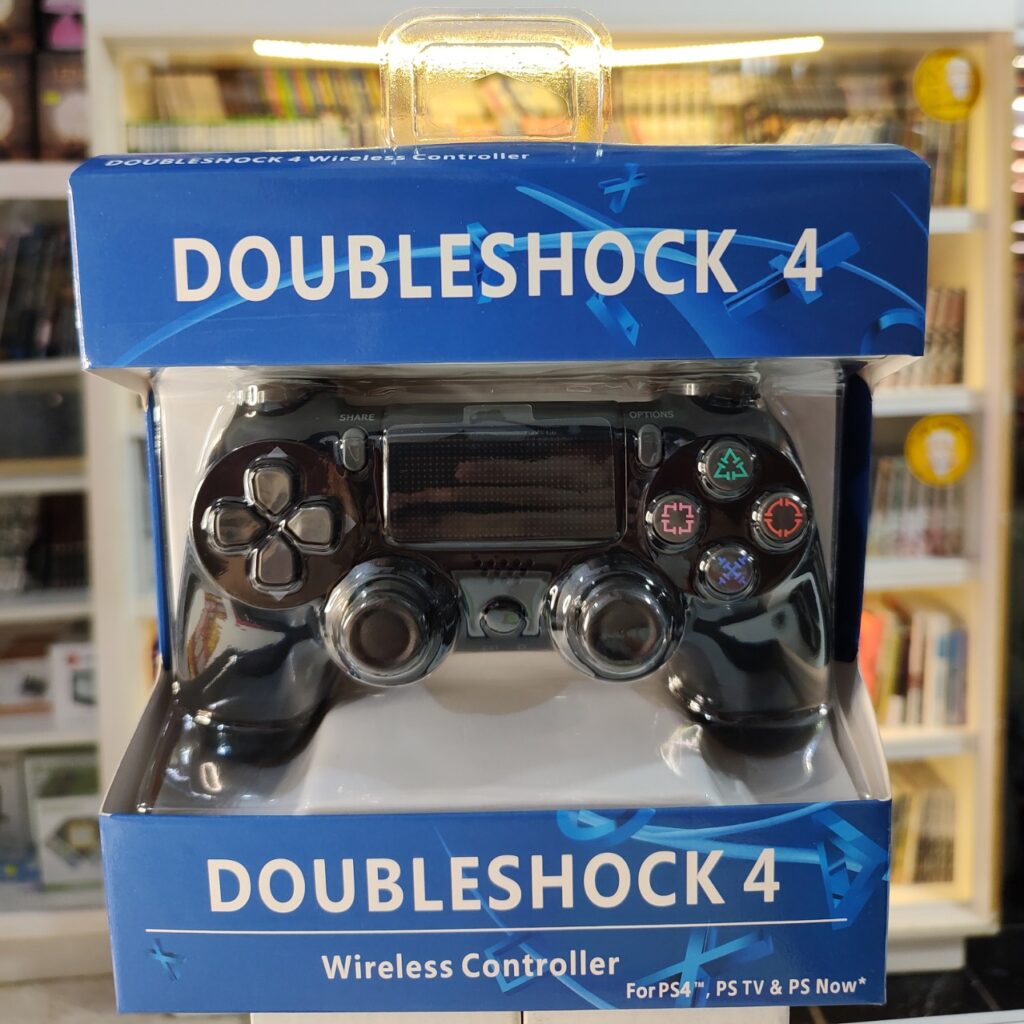 DOUBLESHOCK 4 Wireless Controller
DOUBLESHOCK 4
SHARE
OPTIONS
DOUBLESHOCK 4
Wireless Controller
For PS4™, PS TV & PS Now*